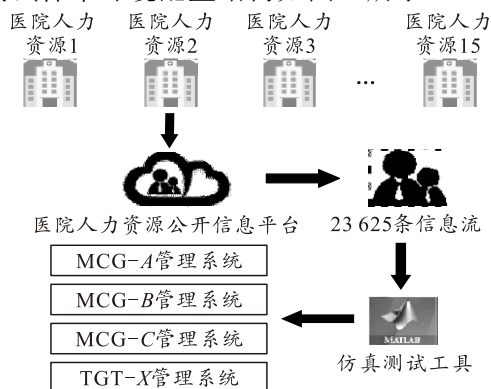 医院人力 医院人力 医院人力 医院人力
资源1 资源2 资源3 … 资源15
医院人力资源公开信息平台 23 625条信息流
MCG-A管理系统
MCG-B管理系统
MCG-C管理系统
TGT-X管理系统
MATLAB
仿真测试工具